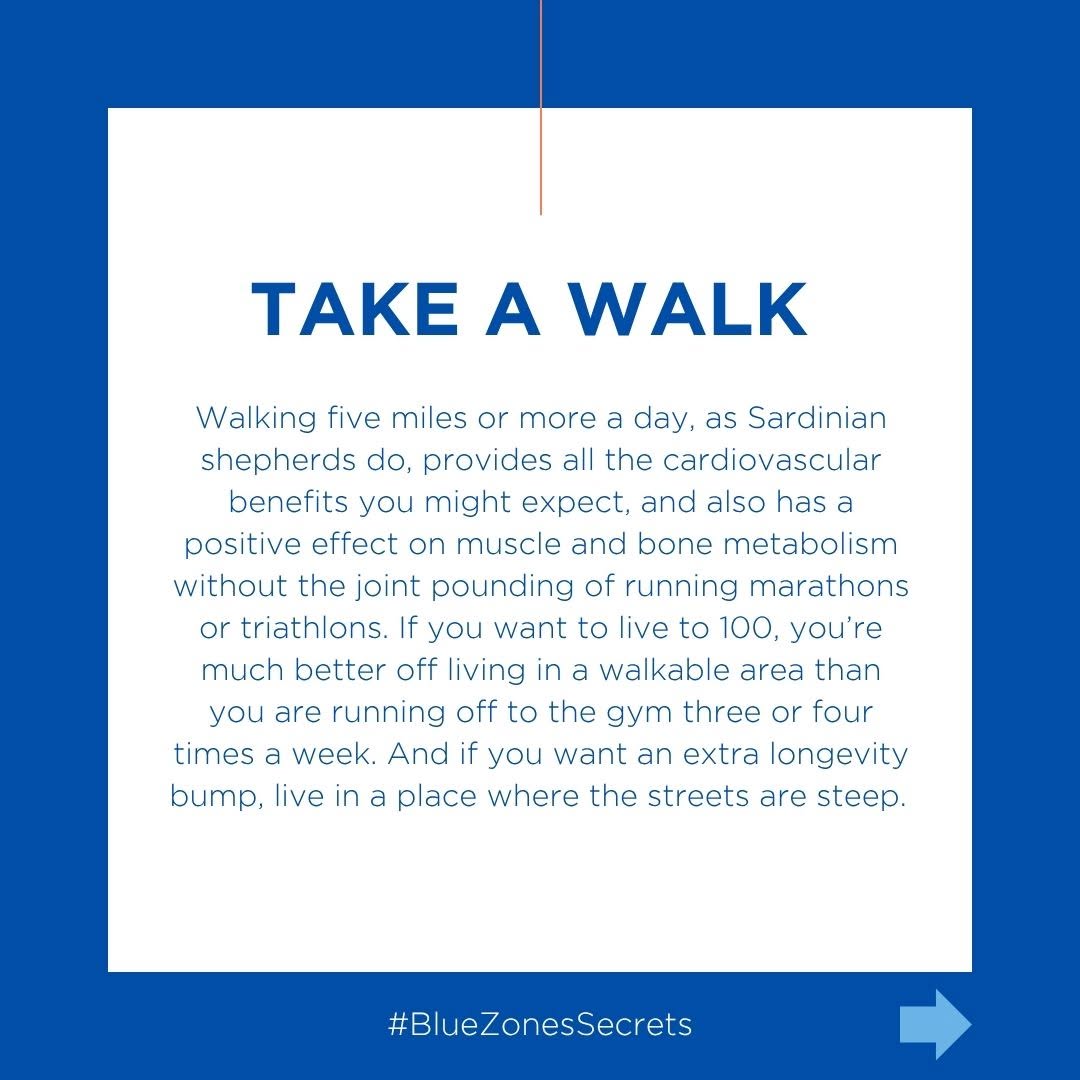 TAKE A WALK
Walking five miles or more a day, as Sardinian
shepherds do, provides all the cardiovascular
benefits you might expect, and also has a
positive effect on muscle and bone metabolism
without the joint pounding of running marathons
or triathlons. If you want to live to 100, you’re
much better off living in a walkable area than
you are running off to the gym three or four
times a week. And if you want an extra longevity
bump, live in a place where the streets are steep.
#BlueZonesSecrets